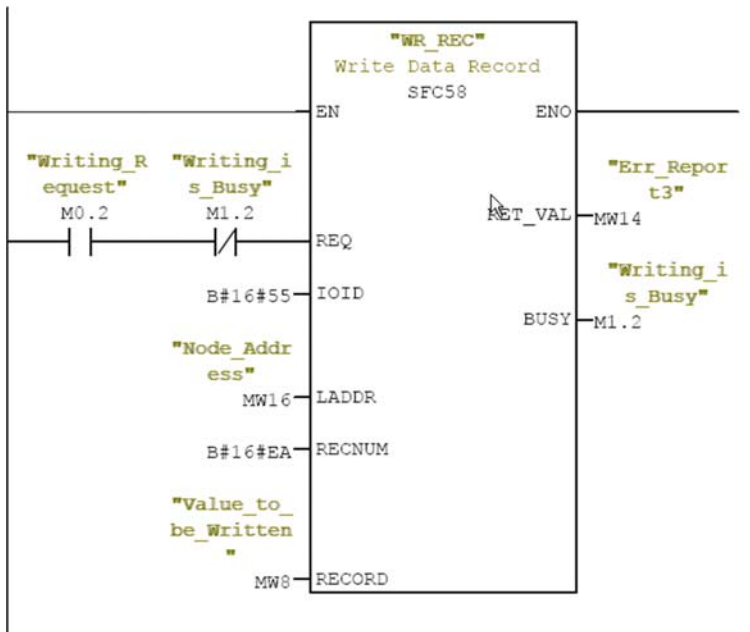 "WR_REC"
Write Data Record
SFC58
EN
ENO
"Writing_R
equest"
M0.2
"Writing_i
s_Busy"
M1.2
REQ
"Err_Repor
t3"
RET_VAL
MW14
B#16#55
IOID
"Writing_i
s_Busy"
BUSY
M1.2
"Node_Addr
ess"
MW16
LADDR
B#16#EA
RECNUM
"Value_to_
be_Written
"
MW8
RECORD